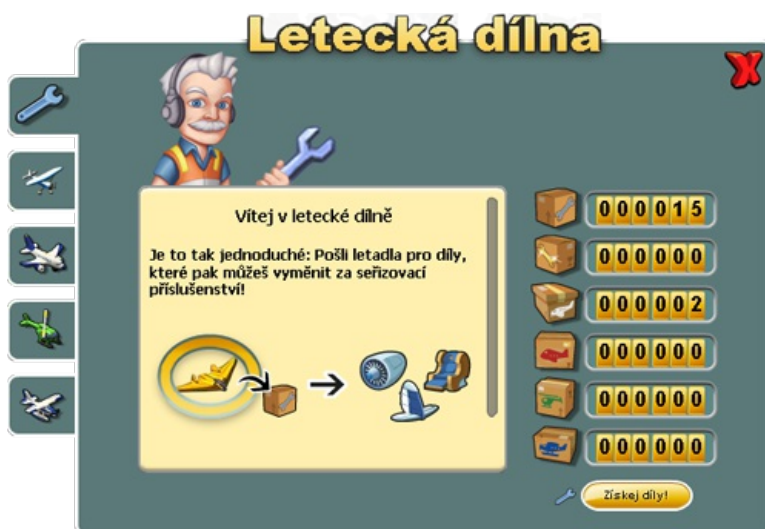 Letecká dílna
X
Vítej v letecké dílně
Je to tak jednoduché: Pošli letadla pro díly,
které pak můžeš vyměnit za seřizovací
příslušenství!
000015
000000
000002
000000
000000
000000
Získej díly!